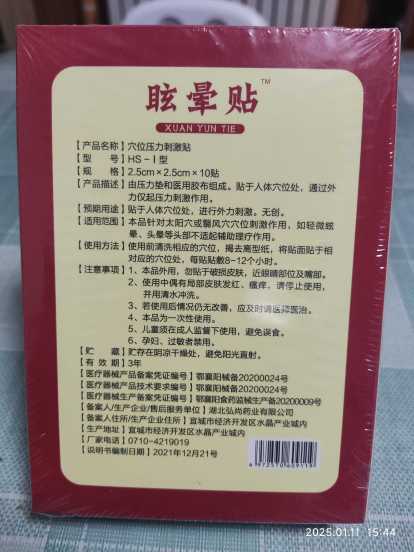 眩晕贴™
XUAN YUN TIE
【产品名称】穴位压力刺激贴
【型 号】HS-Ⅰ型
【规 格】2.5cm×2.5cm×10贴
【产品描述】由压力垫和医用胶布组成。贴于人体穴位处，通过外
力仅起压力刺激作用。
【预期用途】贴于人体穴位处，进行外力刺激。无创。
【适用范围】本品针对太阳穴或翳风穴穴位刺激作用，如轻微眩
晕、头晕等头部不适起辅助理疗作用。
【使用方法】使用前清洗相应的穴位，揭去离型纸，将贴面贴于相
对应的穴位处，每贴贴敷8-12个小时。
【注意事项】1、本品外用，勿贴于破损皮肤，近眼睛部位及嘴部。
2、使用中偶有局部皮肤发红、瘙痒，请停止使用，
并用清水冲洗。
3、若使用后情况仍无改善，应及时请医师医治。
4、本品为一次性使用。
5、儿童须在成人监督下使用，避免误食。
6、孕妇、过敏者禁用。
【贮 藏】贮存在阴凉干燥处，避免阳光直射。
【有 效 期】3年
【医疗器械产品备案凭证编号】鄂襄阳械备20200024号
【医疗器械产品技术要求编号】鄂襄阳械备20200024号
【医疗器械生产备案凭证编号】鄂襄阳食药监械生产备20200009号
【备案人/生产企业/售后服务单位】湖北弘尚药业有限公司
【备案人住所/生产企业住所】宜城市经济开发区水晶产业城内
【生产地址】宜城市经济开发区水晶产业城内
【厂家电话】0710-4219019
【说明书编制日期】2021年12月21号
2025.01.11 15:44